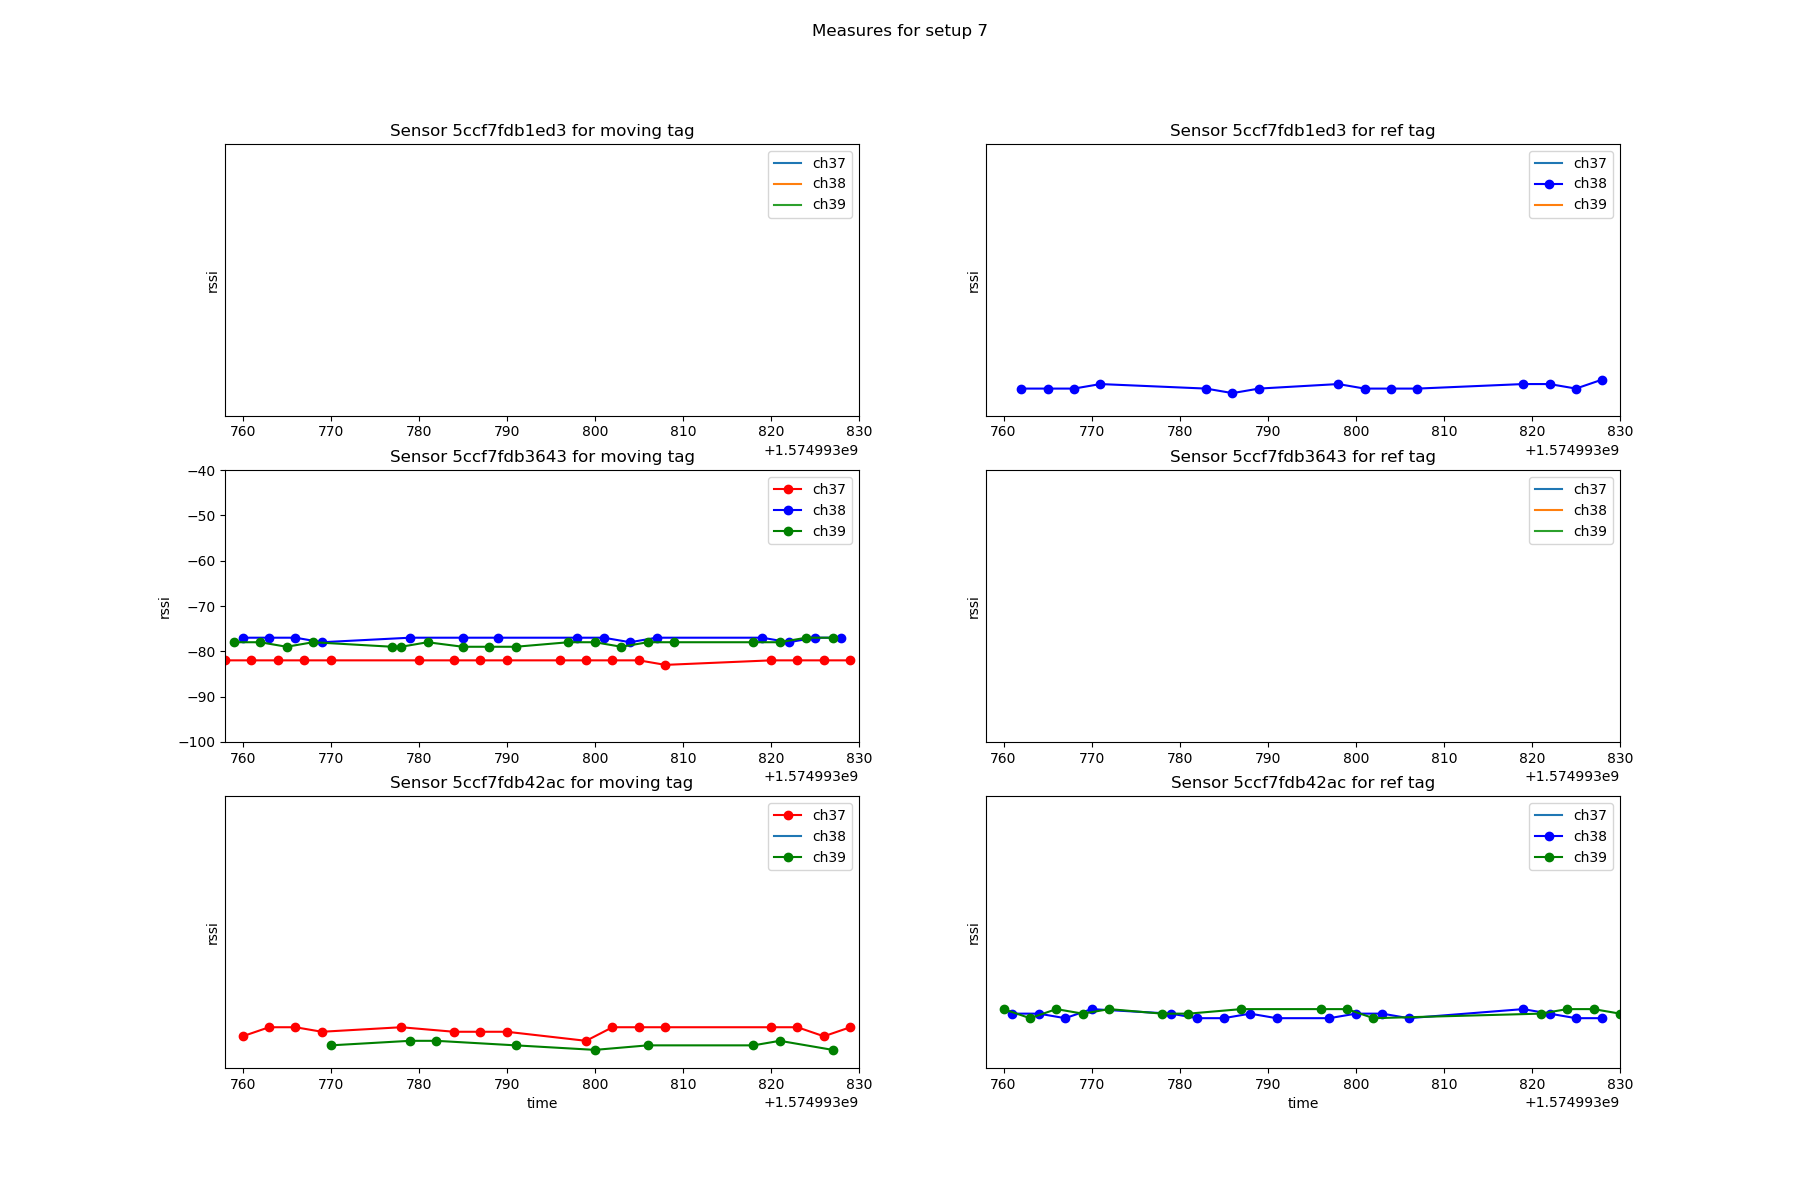 Measures for setup 7
Sensor 5ccf7fdb1ed3 for moving tag
rssi
ch37
ch38
ch39
760 770 780 790 800 810 820 830
+1.574993e9
Sensor 5ccf7fdb1ed3 for ref tag
rssi
ch37
ch38
ch39
760 770 780 790 800 810 820 830
+1.574993e9
Sensor 5ccf7fdb3643 for moving tag
rssi
−40
−50
−60
−70
−80
−90
−100
ch37
ch38
ch39
760 770 780 790 800 810 820 830
+1.574993e9
Sensor 5ccf7fdb3643 for ref tag
rssi
ch37
ch38
ch39
760 770 780 790 800 810 820 830
+1.574993e9
Sensor 5ccf7fdb42ac for moving tag
rssi
ch37
ch38
ch39
760 770 780 790 800 810 820 830
time
+1.574993e9
Sensor 5ccf7fdb42ac for ref tag
rssi
ch37
ch38
ch39
760 770 780 790 800 810 820 830
time
+1.574993e9